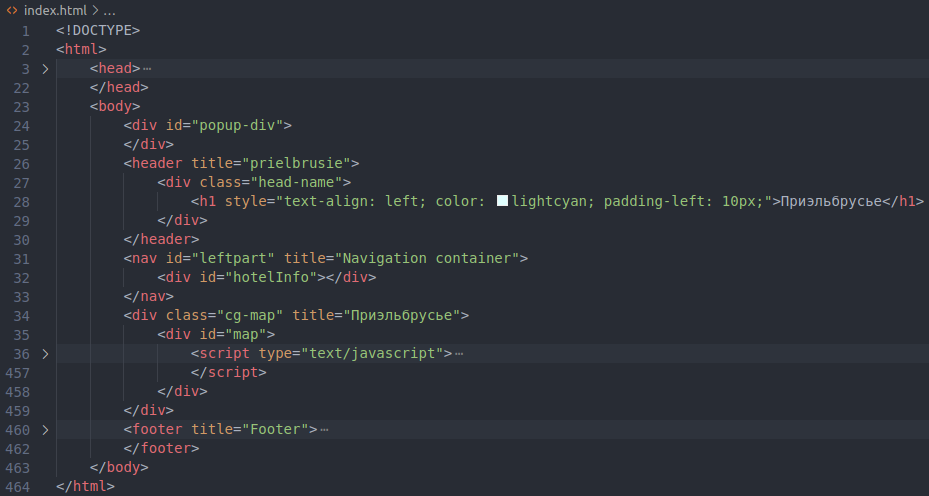 <> index.html > ...
1 <!DOCTYPE>
2 <html>
3 > <head>⋯
22 </head>
23 <body>
24 <div id="popup-div">
25 </div>
26 <header title="prielbrusie">
27 <div class="head-name">
28 <h1 style="text-align: left; color: lightcyan; padding-left: 10px;">Приэльбрусье</h1>
29 </div>
30 </header>
31 <nav id="leftpart" title="Navigation container">
32 <div id="hotelInfo"></div>
33 </nav>
34 <div class="cg-map" title="Приэльбрусье">
35 <div id="map">
36 > <script type="text/javascript">⋯
457 </script>
458 </div>
459 </div>
460 > <footer title="Footer">⋯
462 </footer>
463 </body>
464 </html>